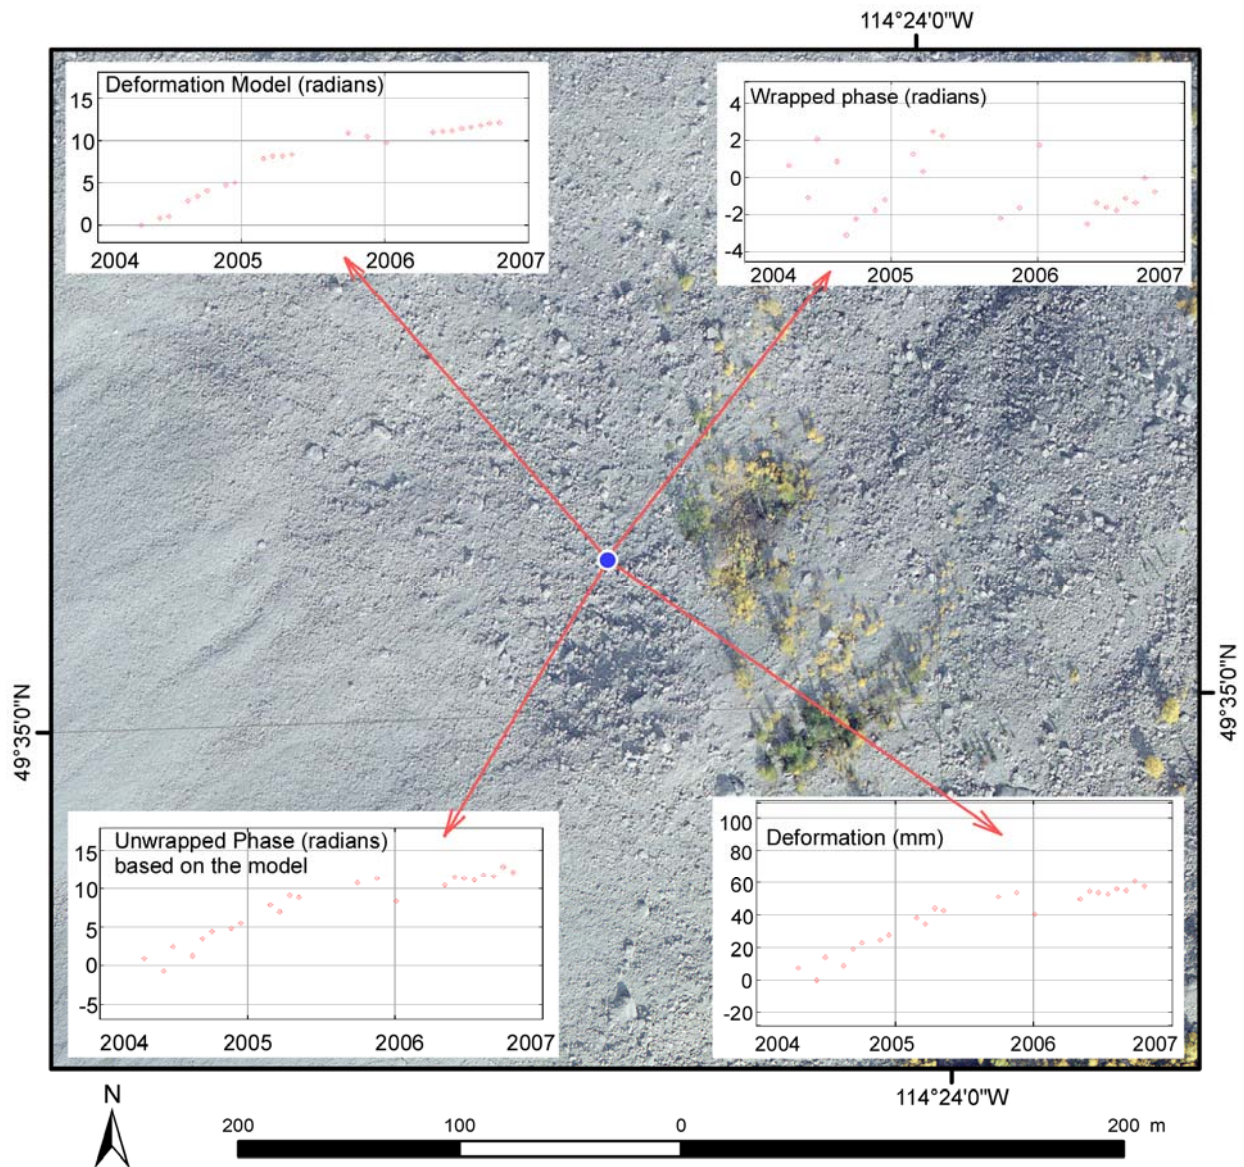 114°24'0"W
Deformation Model (radians)
15
10
5
0
2004 2005 2006 2007
Wrapped phase (radians)
4
2
0
-2
-4
2004 2005 2006 2007
49°35'0"N
49°35'0"N
Unwrapped Phase (radians)
based on the model
15
10
5
0
-5
2004 2005 2006 2007
Deformation (mm)
100
80
60
40
20
0
-20
2004 2005 2006 2007
114°24'0"W
N
200 100 0 200 m